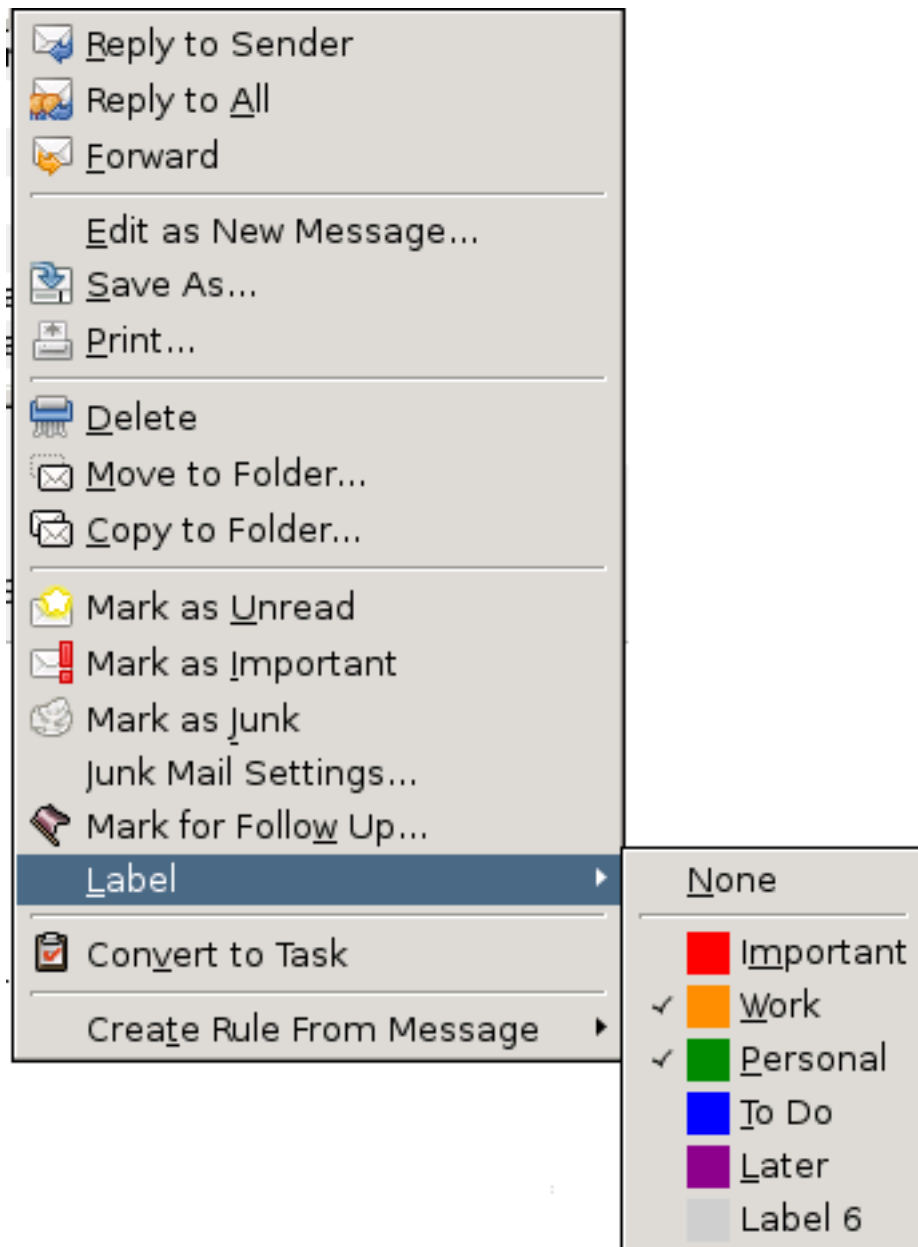 Reply to Sender
Reply to All
Forward
Edit as New Message...
Save As...
Print...
Delete
Move to Folder...
Copy to Folder...
Mark as Unread
Mark as Important
Mark as Junk
Junk Mail Settings...
Mark for Follow Up...
Label
Convert to Task
Create Rule From Message
None
Important
Work
Personal
To Do
Later
Label 6